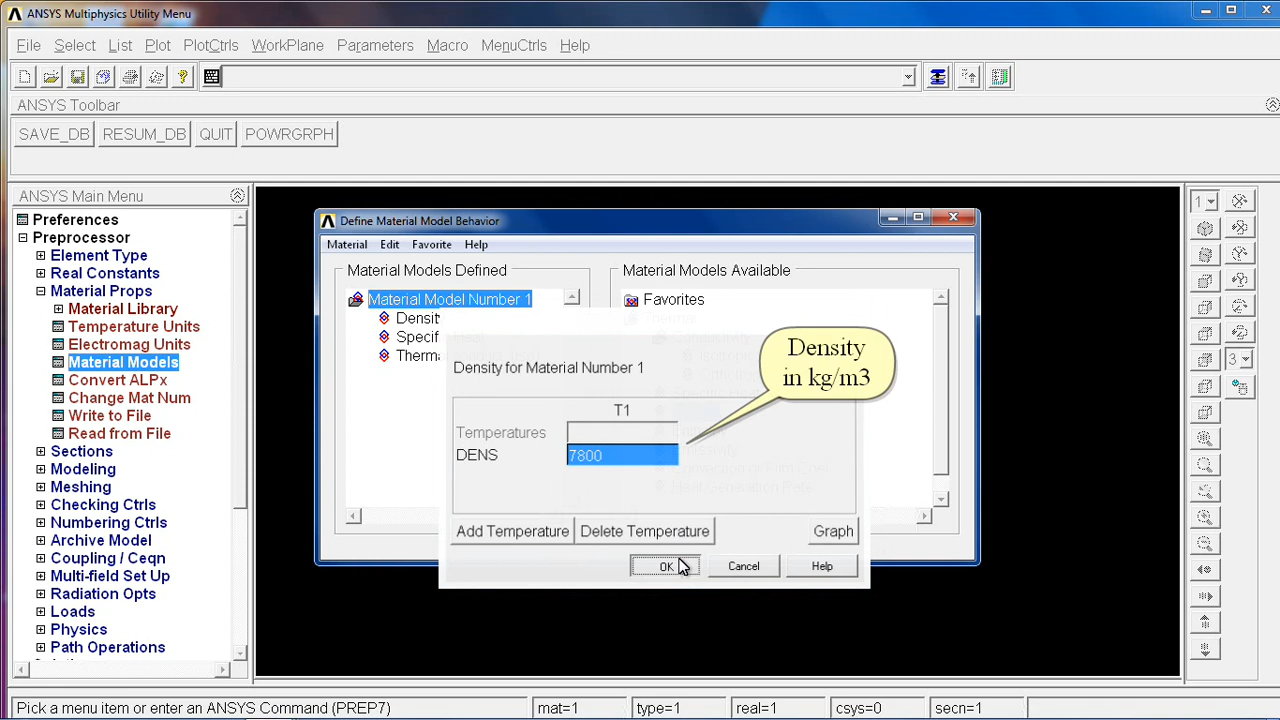 ANSYS Multiphysics Utility Menu
File Select List Plot PlotCtrls WorkPlane Parameters Macro MenuCtrls Help
ANSYS Toolbar
SAVE_DB RESUM_DB QUIT POWRGRPH
ANSYS Main Menu
Preferences
Preprocessor
Element Type
Real Constants
Material Props
Material Library
Temperature Units
Electromag Units
Material Models
Convert ALPx
Change Mat Num
Write to File
Read from File
Sections
Modeling
Meshing
Checking Ctrls
Numbering Ctrls
Archive Model
Coupling / Ceqn
Multi-field Set Up
Radiation Opts
Loads
Physics
Path Operations
Define Material Model Behavior
Material Edit Favorite Help
Material Models Defined
Material Models Available
Material Model Number 1
Density
Specif
Therma
Favorites
Density for Material Number 1
T1
Temperatures
DENS 7800
Add Temperature Delete Temperature Graph
OK Cancel Help
Density
in kg/m3
1
3
Pick a menu item or enter an ANSYS Command (PREP7) mat=1 type=1 real=1 csys=0 secn=1